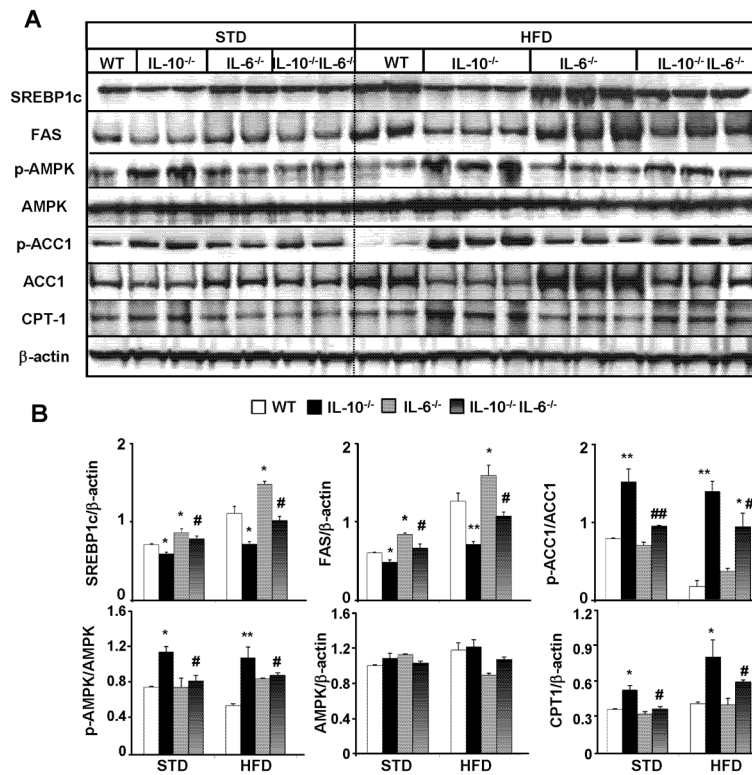 A
STD HFD
WT IL-10-/- IL-6-/- IL-10-/-IL-6-/- WT IL-10-/- IL-6-/- IL-10-/-IL-6-/-
SREBP1c
FAS
p-AMPK
AMPK
p-ACC1
ACC1
CPT-1
β-actin
B
WT IL-10-/- IL-6-/- IL-10-/-IL-6-/-
SREBP1c/β-actin
2
1
0
* * # * * #
FAS/β-actin
2
1
0
* * # ** * #
p-ACC1/ACC1
2
1
0
** ## ** * #
p-AMPK/AMPK
1.6
1.2
0.8
0.4
0
* # ** #
STD HFD
AMPK/β-actin
1.6
1.2
0.8
0.4
0
STD HFD
CPT1/β-actin
1.2
0.9
0.6
0.3
0
* # * #
STD HFD